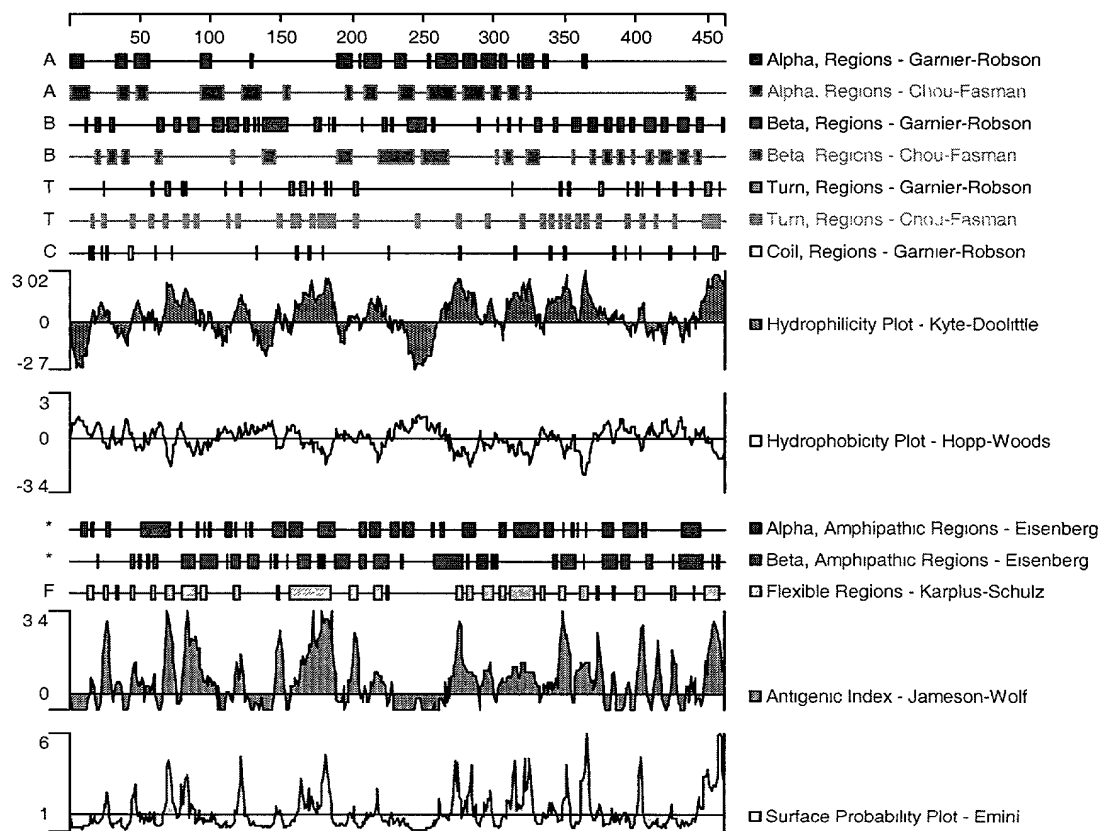 50 100 150 200 250 300 350 400 450
A Alpha, Regions - Garnier-Robson
A Alpha, Regions - Chou-Fasman
B Beta, Regions - Garnier-Robson
B Beta Regions - Chou-Fasman
T Turn, Regions - Garnier-Robson
T Turn, Regions - Chou-Fasman
C Coil, Regions - Garnier-Robson
3 02
0 Hydrophilicity Plot - Kyte-Doolittle
-2 7
3
0 Hydrophobicity Plot - Hopp-Woods
-3 4
* Alpha, Amphipathic Regions - Eisenberg
* Beta, Amphipathic Regions - Eisenberg
F Flexible Regions - Karplus-Schulz
3 4
0 Antigenic Index - Jameson-Wolf
6
1 Surface Probability Plot - Emini